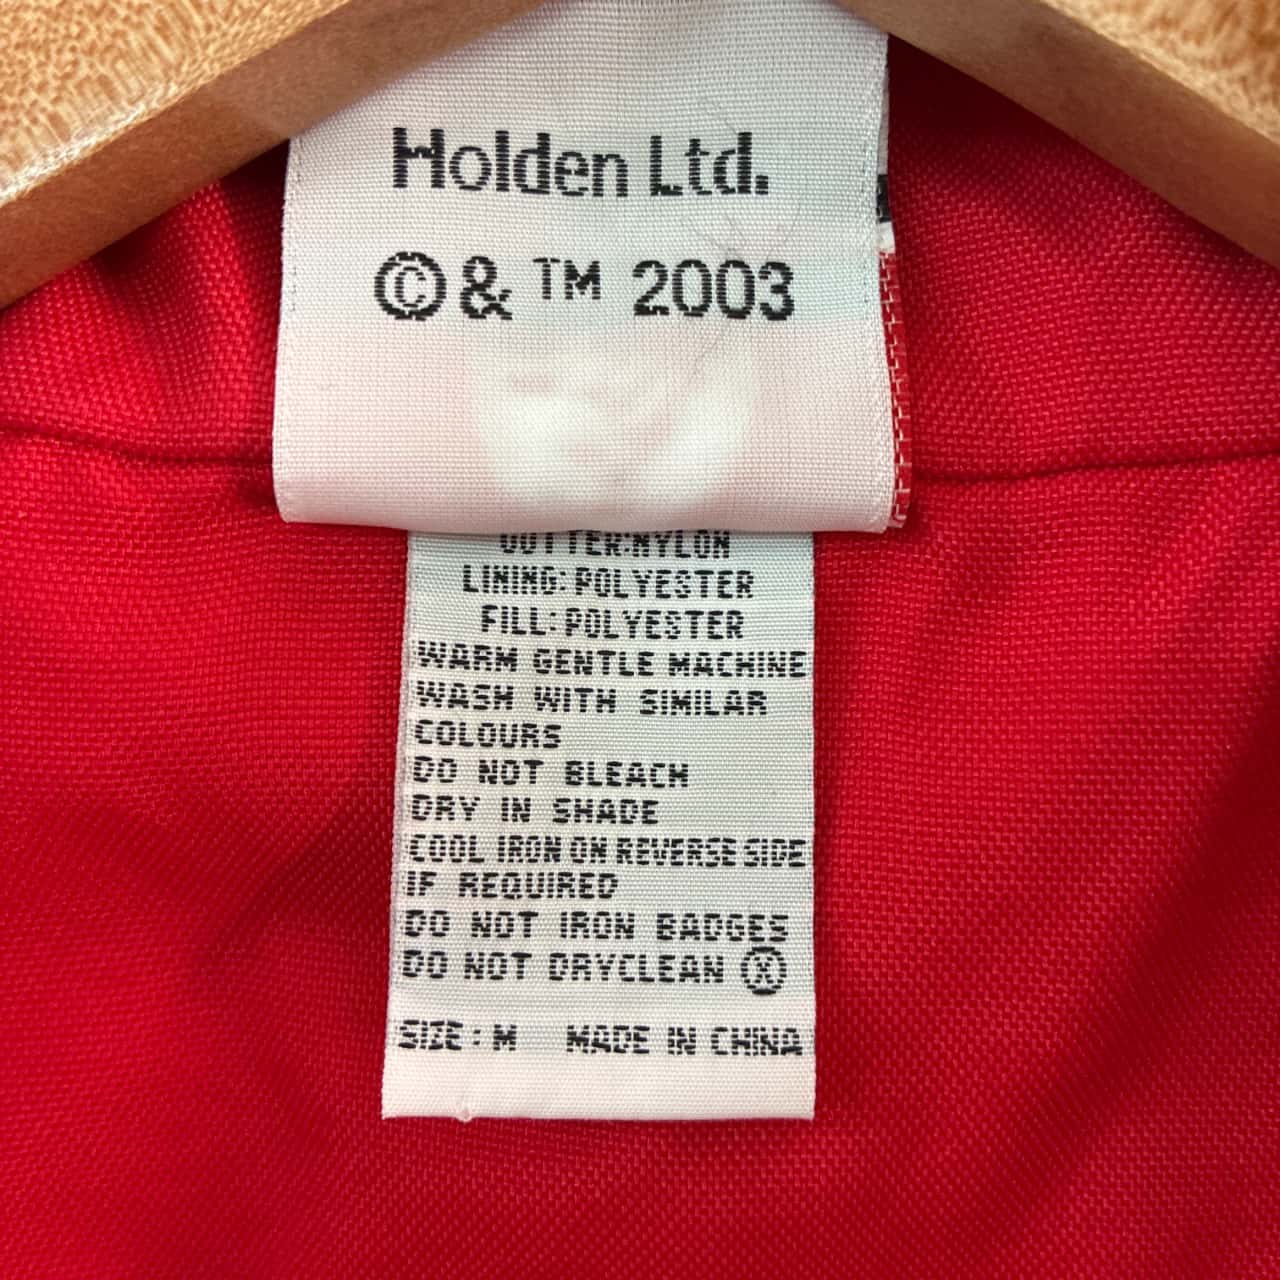 Holden Ltd.
©& ™ 2003
OUTTER:NYLON
LINING: POLYESTER
FILL: POLYESTER
WARM GENTLE MACHINE
WASH WITH SIMILAR
COLOURS
DO NOT BLEACH
DRY IN SHADE
COOL IRON ON REVERSE SIDE
IF REQUIRED
DO NOT IRON BADGES
DO NOT DRYCLEAN Ⓧ
SIZE: M MADE IN CHINA